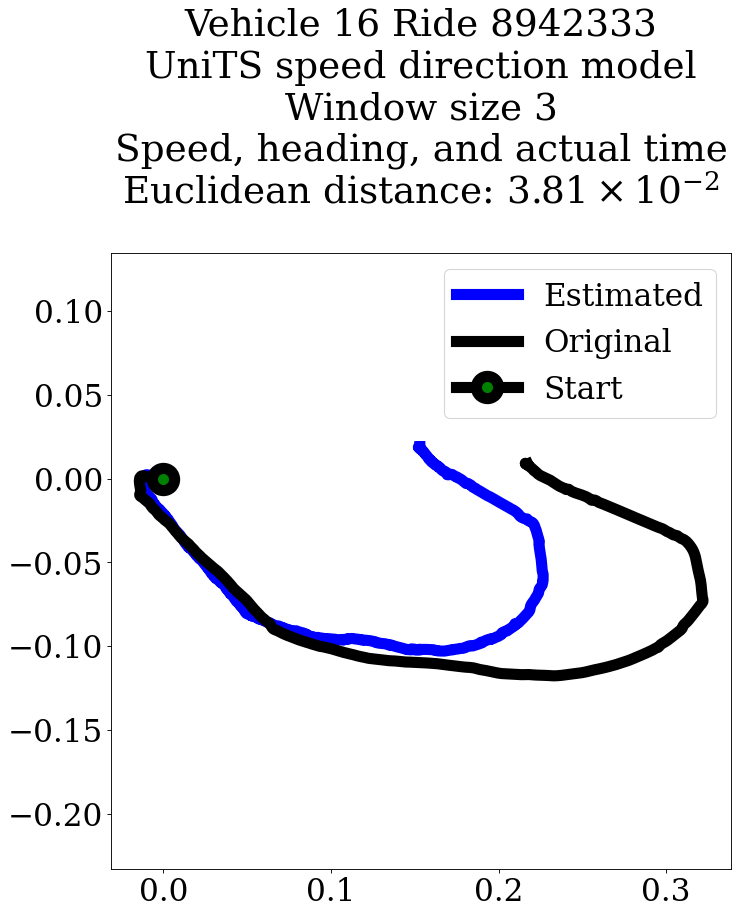 Vehicle 16 Ride 8942333
UniTS speed direction model
Window size 3
Speed, heading, and actual time
Euclidean distance: 3.81 × 10⁻²
Estimated
Original
Start
0.10
0.05
0.00
−0.05
−0.10
−0.15
−0.20
0.0 0.1 0.2 0.3